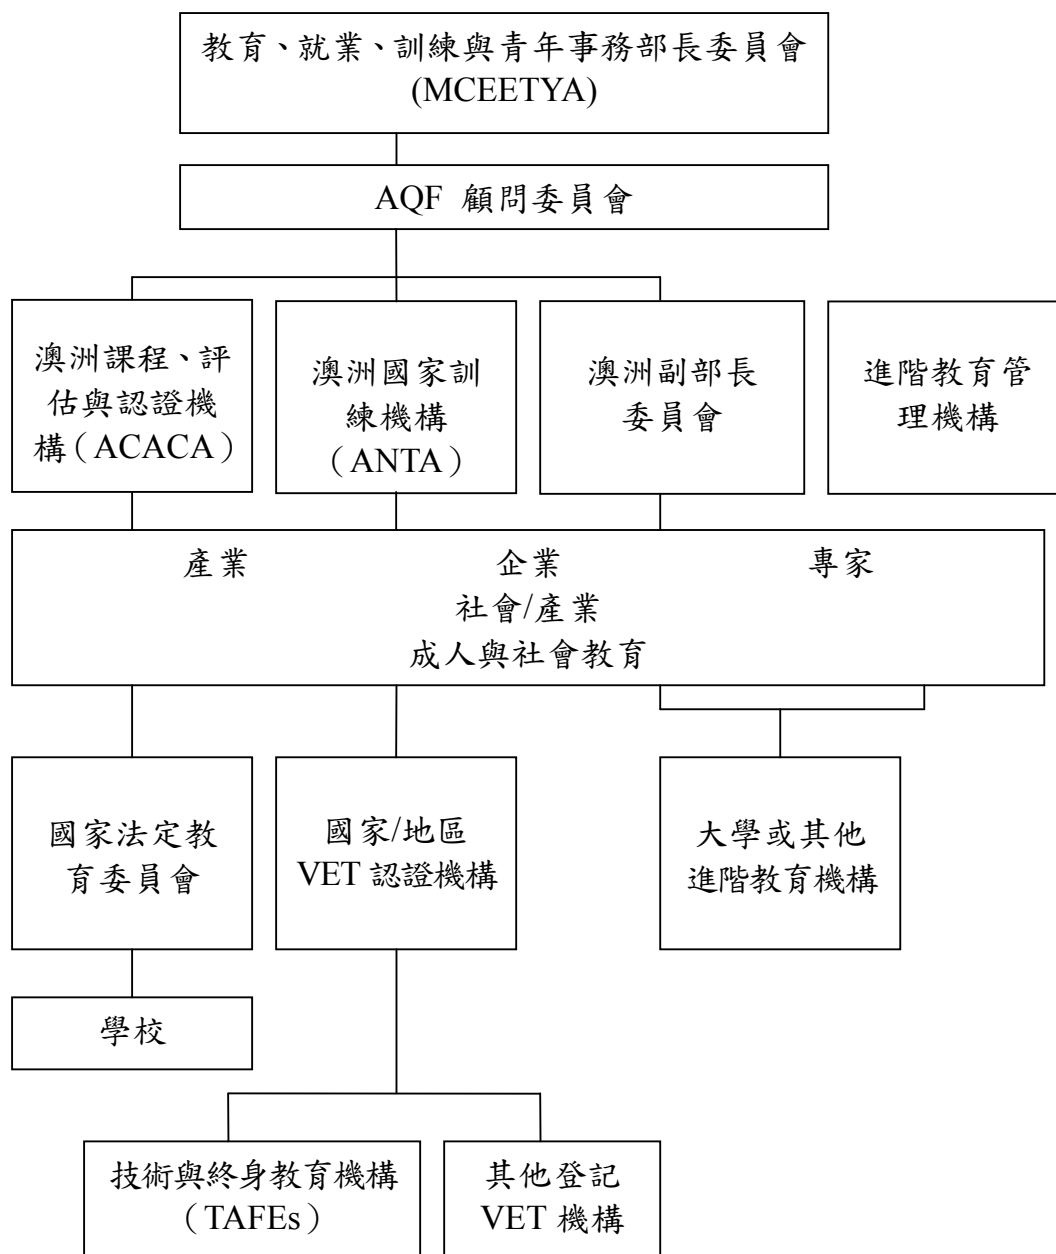 教育、就業、訓練與青年事務部長委員會
(MCEETYA)
AQF 顧問委員會
澳洲課程、評
估與認證機
構（ACACA）
澳洲國家訓
練機構
（ANTA）
澳洲副部長
委員會
進階教育管
理機構
產業 企業 專家
社會/產業
成人與社會教育
國家法定教
育委員會
國家/地區
VET 認證機構
大學或其他
進階教育機構
學校
技術與終身教育機構
（TAFEs）
其他登記
VET 機構